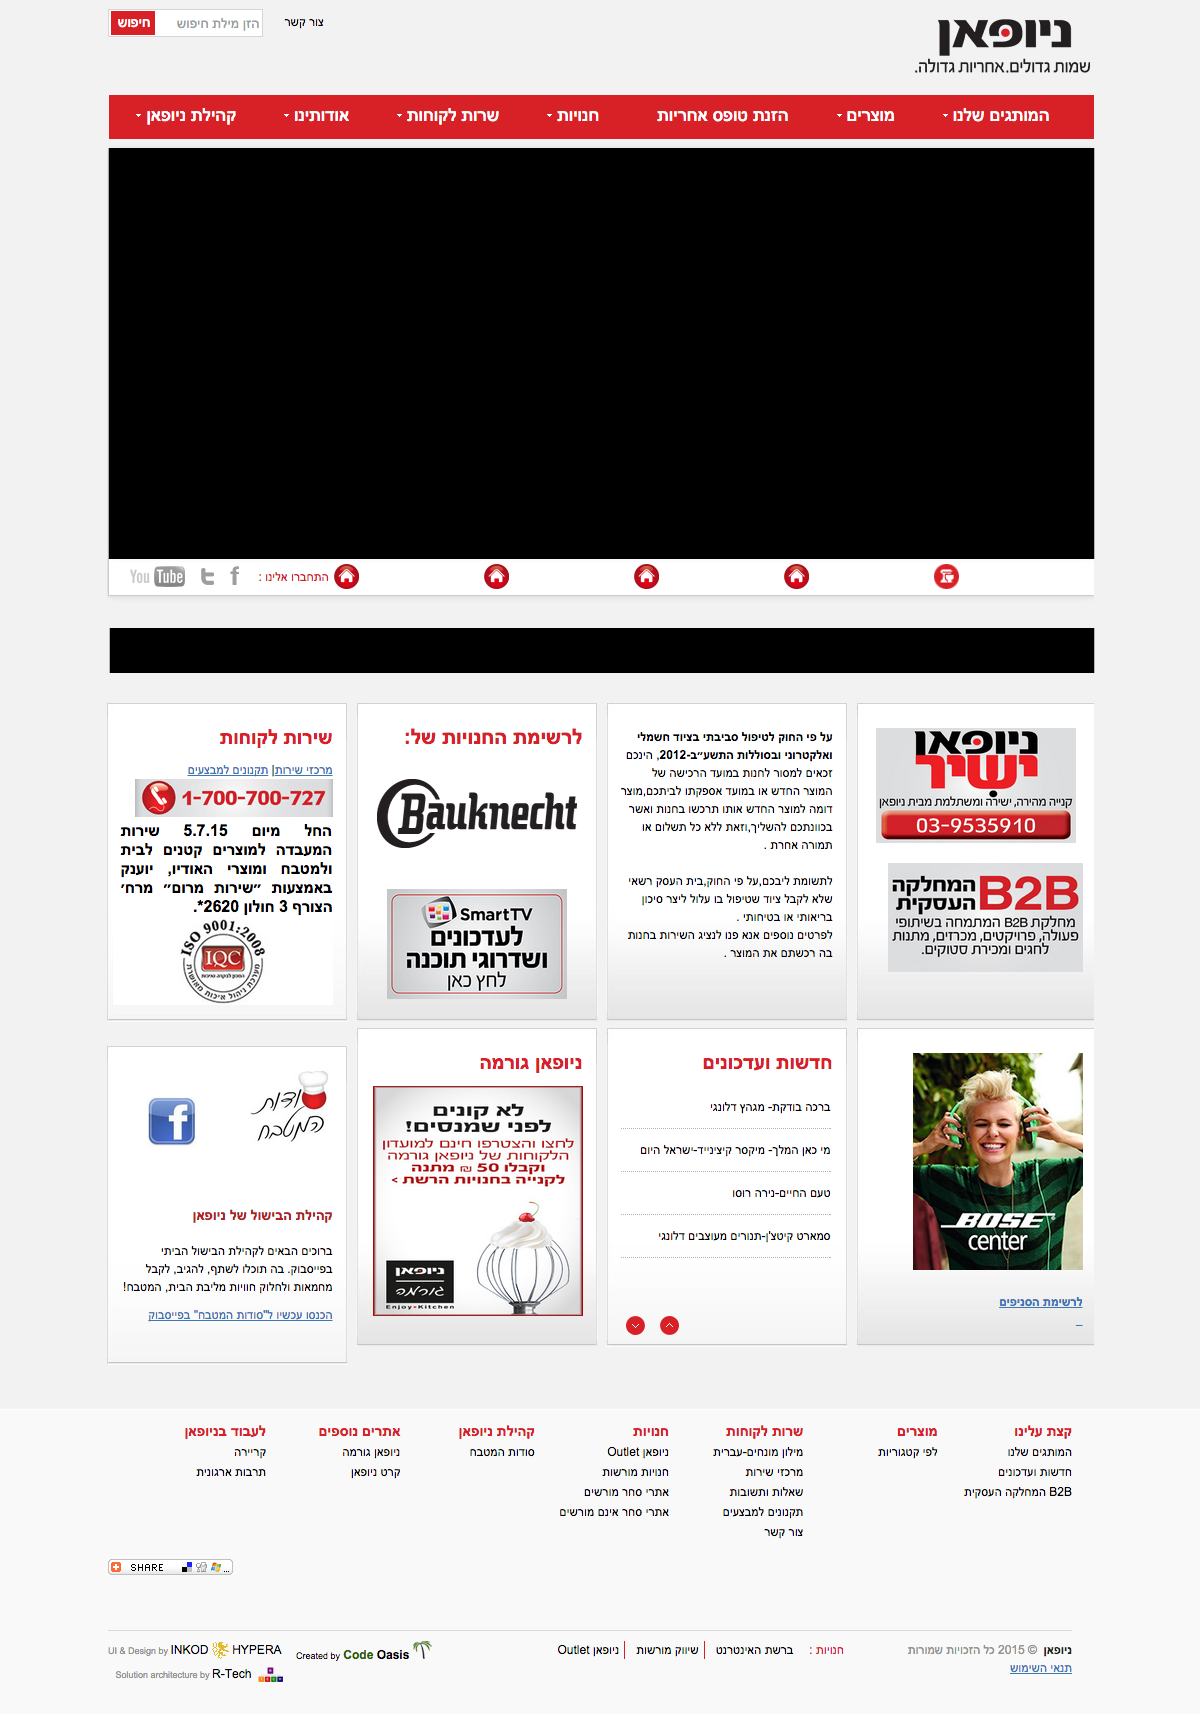 ניופאן
שמות גדולים.אחריות גדולה.
צור קשר
הזן מילת חיפוש
חיפוש
המותגים שלנו
מוצרים
הזנת טופס אחריות
חנויות
שרות לקוחות
אודותינו
קהילת ניופאן
התחברו אלינו :
f
t
You Tube
ניופאן
ישיר
קנייה מהירה, ישירה ומשתלמת מבית ניופאן
03-9535910
B2B המחלקה העסקית
מחלקת B2B המתמחה בשיתופי
פעולה, פרויקטים, מכרזים, מתנות
לחגים ומכירת סטוקים.
על פי החוק לטיפול סביבתי בציוד חשמלי
ואלקטרוני ובסוללות התשע״ב-2012, הינכם
זכאים למסור לחנות במועד הרכישה של
המוצר החדש או במועד אספקתו לביתכם,מוצר
דומה למוצר החדש אותו תרכשו בחנות ואשר
בכוונתכם להשליך,וזאת ללא כל תשלום או
תמורה אחרת .
לתשומת ליבכם,על פי החוק,בית העסק רשאי
שלא לקבל ציוד שטיפול בו עלול ליצר סיכון
בריאותי או בטיחותי .
לפרטים נוספים אנא פנו לנציג השירות בחנות
בה רכשתם את המוצר .
לרשימת החנויות של:
Bauknecht
SmartTV
לעדכונים
ושדרוגי תוכנה
לחץ כאן
שירות לקוחות
מרכזי שירות| תקנונים למבצעים
1-700-700-727
החל מיום 5.7.15 שירות
המעבדה למוצרים קטנים לבית
ולמטבח ומוצרי האודיו, יוענק
באמצעות ״שירות מרום״ מרח׳
הצורף 3 חולון 2620*.
ISO 9001:2008
IQC
המכון לבקרה ואיכות
מערכת ניהול איכות מאושרת
BOSE
center
לרשימת הסניפים
_
חדשות ועדכונים
ברכה בודקת- מגהץ דלונגי
מי כאן המלך- מיקסר קיצ׳ינייד-ישראל היום
טעם החיים-נירה רוסו
סמארט קיטצ׳ן-תנורים מעוצבים דלונגי
ניופאן גורמה
לא קונים
לפני שמנסים!
לחצו והצטרפו חינם למועדון
הלקוחות של ניופאן גורמה
וקבלו 50 ₪ מתנה
לקנייה בחנויות הרשת >
ניופאן
גורמה
Enjoy-Kitchen
סודות
המטבח
f
קהילת הבישול של ניופאן
ברוכים הבאים לקהילת הבישול הביתי
בפייסבוק. בה תוכלו לשתף, להגיב, לקבל
מחמאות ולחלוק חוויות מליבת הבית, המטבח!
הכנסו עכשיו ל"סודות המטבח" בפייסבוק
קצת עלינו
המותגים שלנו
חדשות ועדכונים
B2B המחלקה העסקית
מוצרים
לפי קטגוריות
שרות לקוחות
מילון מונחים-עברית
מרכזי שירות
שאלות ותשובות
תקנונים למבצעים
צור קשר
חנויות
ניופאן Outlet
חנויות מורשות
אתרי סחר מורשים
אתרי סחר אינם מורשים
קהילת ניופאן
סודות המטבח
אתרים נוספים
ניופאן גורמה
קרט ניופאן
לעבוד בניופאן
קריירה
תרבות ארגונית
SHARE ...
ניופאן © 2015 כל הזכויות שמורות
תנאי השימוש
חנויות : ברשת האינטרנט | שיווק מורשות | ניופאן Outlet
Created by Code Oasis
UI & Design by INKOD HYPERA
Solution architecture by R-Tech